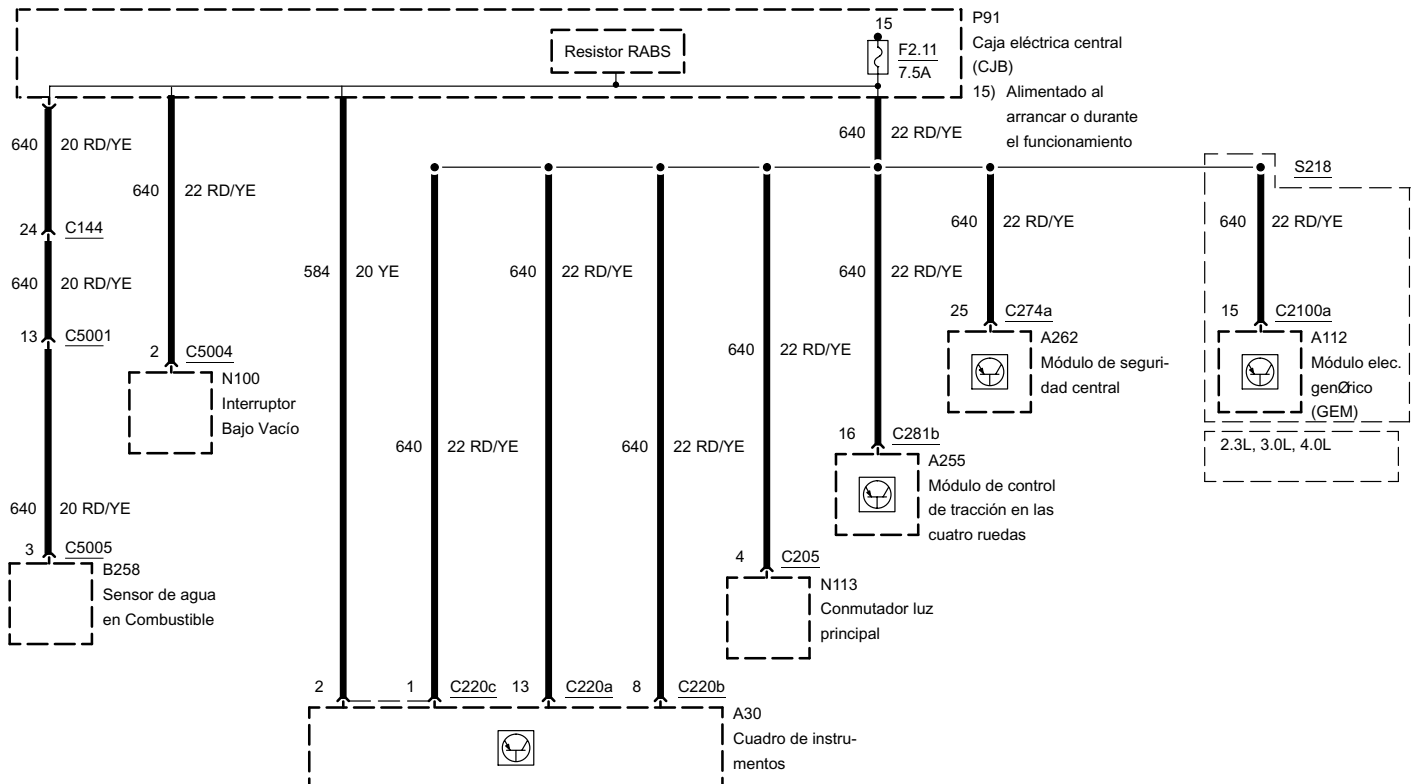 P91
Caja eléctrica central
(CJB)
15) Alimentado al
arrancar o durante
el funcionamiento
15
F2.11
7.5A
Resistor RABS
640 20 RD/YE
640 22 RD/YE
640 22 RD/YE
24 C144
640 20 RD/YE
13 C5001
640 20 RD/YE
3 C5005
B258
Sensor de agua
en Combustible
2 C5004
N100
Interruptor
Bajo Vacío
584 20 YE
640 22 RD/YE
640 22 RD/YE
640 22 RD/YE
640 22 RD/YE
640 22 RD/YE
640 22 RD/YE
640 22 RD/YE
S218
25 C274a
A262
Módulo de seguri-
dad central
15 C2100a
A112
Módulo elec.
genØrico
(GEM)
2.3L, 3.0L, 4.0L
16 C281b
A255
Módulo de control
de tracción en las
cuatro ruedas
4 C205
N113
Conmutador luz
principal
2 1 C220c 13 C220a 8 C220b
A30
Cuadro de instru-
mentos